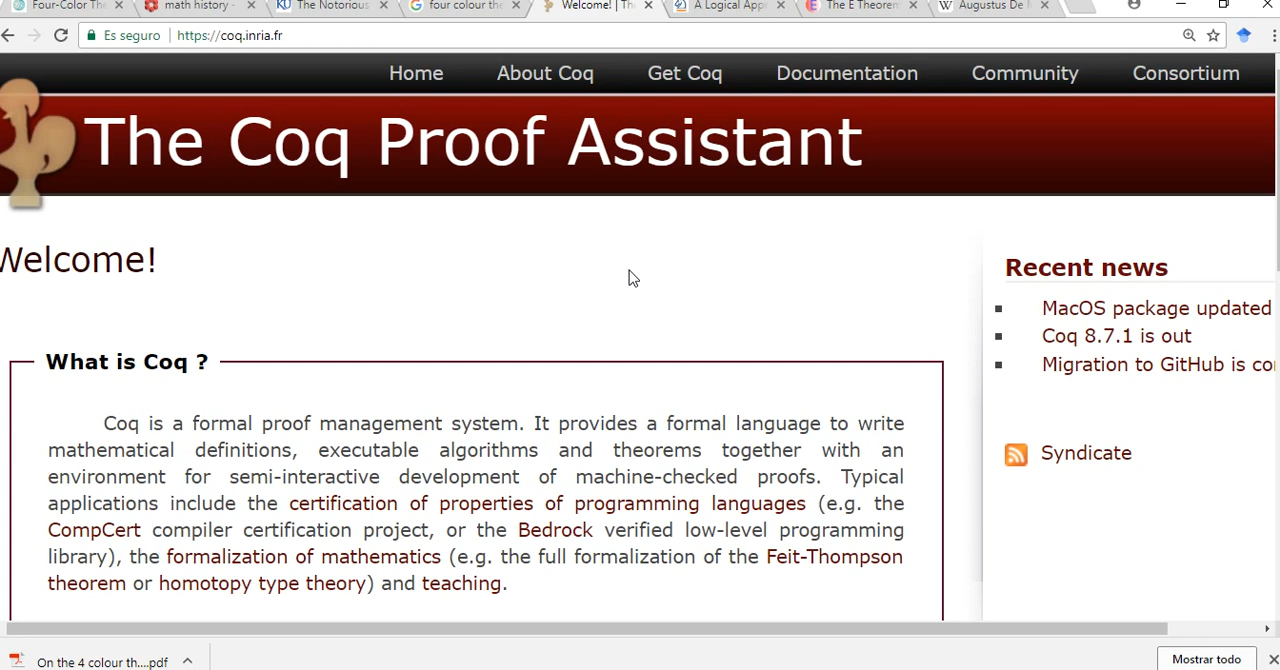 Four-Color The
math history -
The Notorious
four colour the
Welcome! | Th
A Logical Appr
The E Theorem
Augustus De M
Es seguro | https://coq.inria.fr
Home About Coq Get Coq Documentation Community Consortium
The Coq Proof Assistant
Welcome!
Recent news
MacOS package updated
Coq 8.7.1 is out
Migration to GitHub is co
Syndicate
What is Coq ?
Coq is a formal proof management system. It provides a formal language to write
mathematical definitions, executable algorithms and theorems together with an
environment for semi-interactive development of machine-checked proofs. Typical
applications include the certification of properties of programming languages (e.g. the
CompCert compiler certification project, or the Bedrock verified low-level programming
library), the formalization of mathematics (e.g. the full formalization of the Feit-Thompson
theorem or homotopy type theory) and teaching.
On the 4 colour th....pdf
Mostrar todo